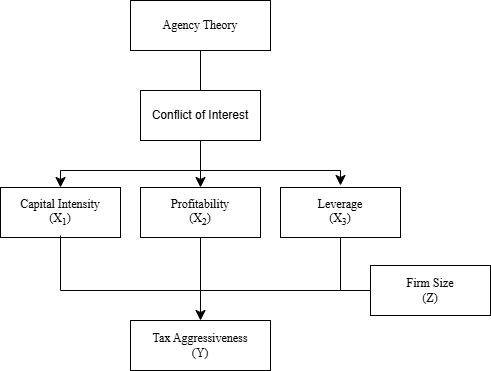 Agency Theory
Conflict of Interest
Capital Intensity
(X₁)
Profitability
(X₂)
Leverage
(X₃)
Firm Size
(Z)
Tax Aggressiveness
(Y)